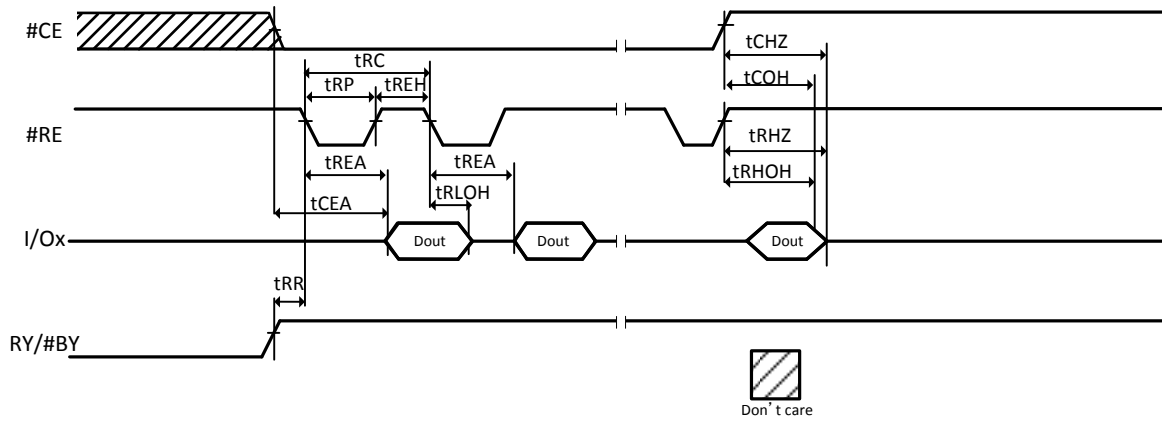 #CE
tCHZ
tRC
tCOH
tRP
tREH
#RE
tRHZ
tREA
tREA
tRHOH
tRLOH
tCEA
I/Ox
Dout
Dout
Dout
tRR
RY/#BY
Don't care